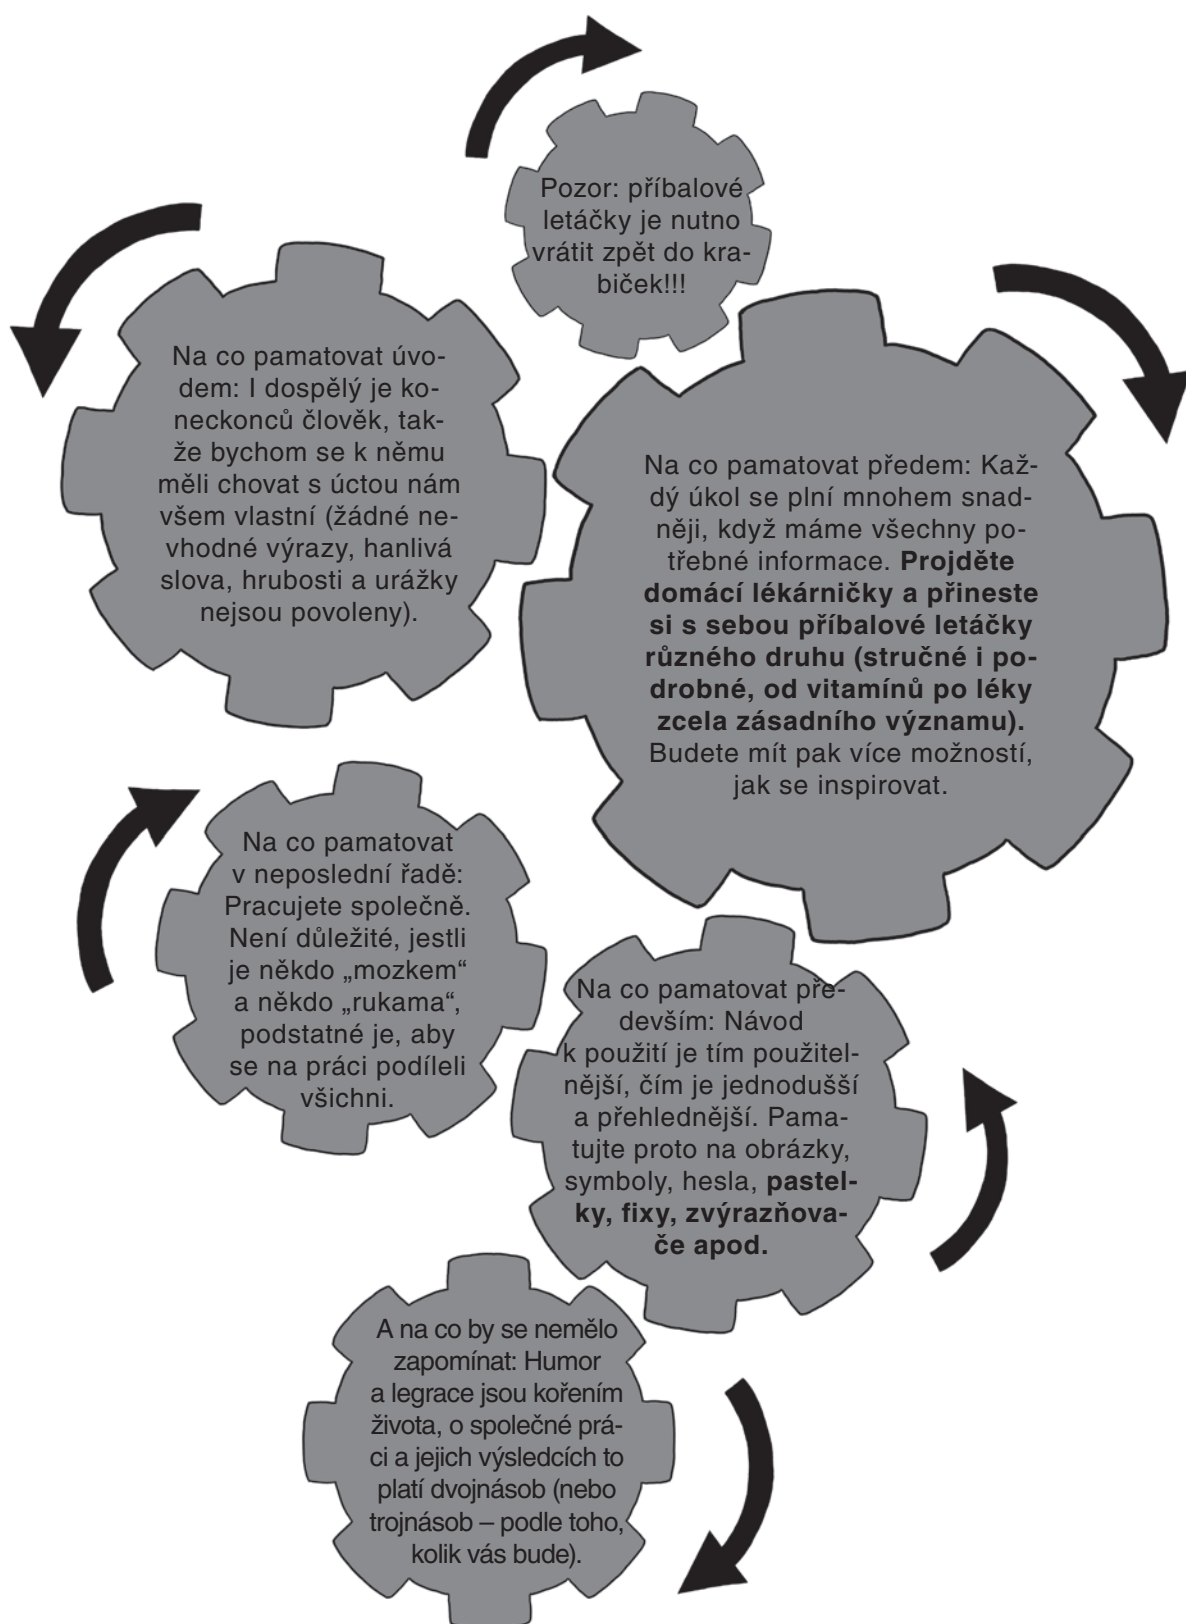 Pozor: příbalové
letáčky je nutno
vrátit zpět do kra-
biček!!!
Na co pamatovat úvo-
dem: I dospělý je ko-
neckonců člověk, tak-
že bychom se k němu
měli chovat s úctou nám
všem vlastní (žádné ne-
vhodné výrazy, hanlivá
slova, hrubosti a urážky
nejsou povoleny).
Na co pamatovat předem: Kaž-
dý úkol se plní mnohem snad-
něji, když máme všechny po-
třebné informace. Projděte
domácí lékárničky a přineste
si s sebou příbalové letáčky
různého druhu (stručné i po-
drobné, od vitamínů po léky
zcela zásadního významu).
Budete mít pak více možností,
jak se inspirovat.
Na co pamatovat
v neposlední řadě:
Pracujete společně.
Není důležité, jestli
je někdo „mozkem“
a někdo „rukama“,
podstatné je, aby
se na práci podíleli
všichni.
Na co pamatovat pře-
devším: Návod
k použití je tím použitel-
nější, čím je jednodušší
a přehlednější. Pama-
tujte proto na obrázky,
symboly, hesla, pastel-
ky, fixy, zvýrazňova-
če apod.
A na co by se nemělo
zapomínat: Humor
a legrace jsou kořením
života, o společné prá-
ci a jejich výsledcích to
platí dvojnásob (nebo
trojnásob – podle toho,
kolik vás bude).